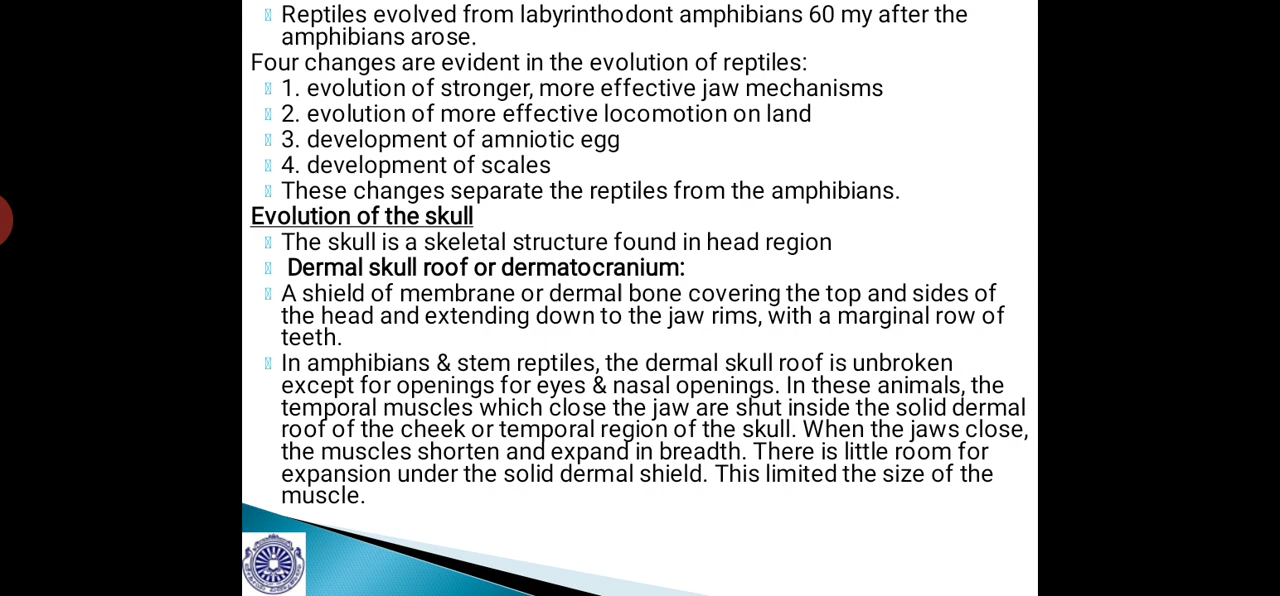 Reptiles evolved from labyrinthodont amphibians 60 my after the
amphibians arose.
Four changes are evident in the evolution of reptiles:
1. evolution of stronger, more effective jaw mechanisms
2. evolution of more effective locomotion on land
3. development of amniotic egg
4. development of scales
These changes separate the reptiles from the amphibians.
Evolution of the skull
The skull is a skeletal structure found in head region
Dermal skull roof or dermatocranium:
A shield of membrane or dermal bone covering the top and sides of
the head and extending down to the jaw rims, with a marginal row of
teeth.
In amphibians & stem reptiles, the dermal skull roof is unbroken
except for openings for eyes & nasal openings. In these animals, the
temporal muscles which close the jaw are shut inside the solid dermal
roof of the cheek or temporal region of the skull. When the jaws close,
the muscles shorten and expand in breadth. There is little room for
expansion under the solid dermal shield. This limited the size of the
muscle.